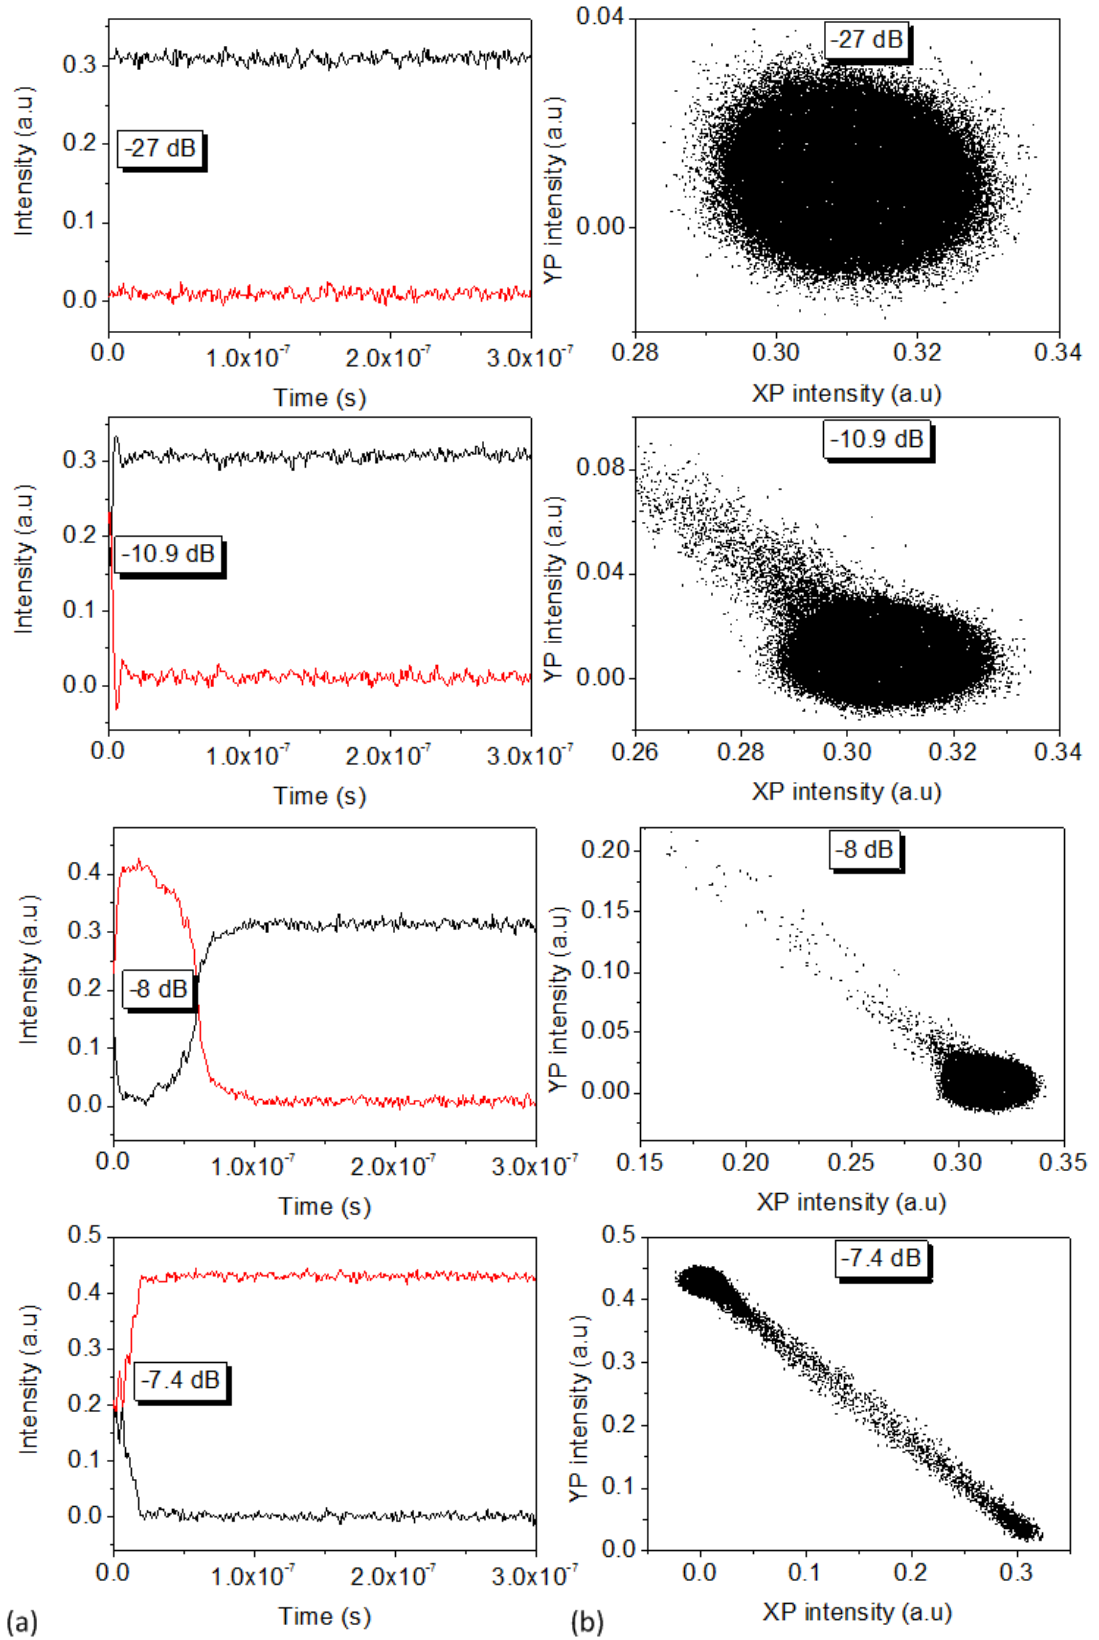 0.3
0.2
0.1
0.0
Intensity (a.u)
-27 dB
0.0 1.0x10⁻⁷ 2.0x10⁻⁷ 3.0x10⁻⁷
Time (s)
0.04
0.00
YP intensity (a.u)
-27 dB
0.28 0.30 0.32 0.34
XP intensity (a.u)
0.3
0.2
0.1
0.0
Intensity (a.u)
-10.9 dB
0.0 1.0x10⁻⁷ 2.0x10⁻⁷ 3.0x10⁻⁷
Time (s)
0.08
0.04
0.00
YP intensity (a.u)
-10.9 dB
0.26 0.28 0.30 0.32 0.34
XP intensity (a.u)
0.4
0.3
0.2
0.1
0.0
Intensity (a.u)
-8 dB
0.0 1.0x10⁻⁷ 2.0x10⁻⁷ 3.0x10⁻⁷
Time (s)
0.20
0.15
0.10
0.05
0.00
YP intensity (a.u)
-8 dB
0.15 0.20 0.25 0.30 0.35
XP intensity (a.u)
0.5
0.4
0.3
0.2
0.1
0.0
Intensity (a.u)
-7.4 dB
0.0 1.0x10⁻⁷ 2.0x10⁻⁷ 3.0x10⁻⁷
Time (s)
0.5
0.4
0.3
0.2
0.1
0.0
YP intensity (a.u)
-7.4 dB
0.0 0.1 0.2 0.3
XP intensity (a.u)
(a)
(b)